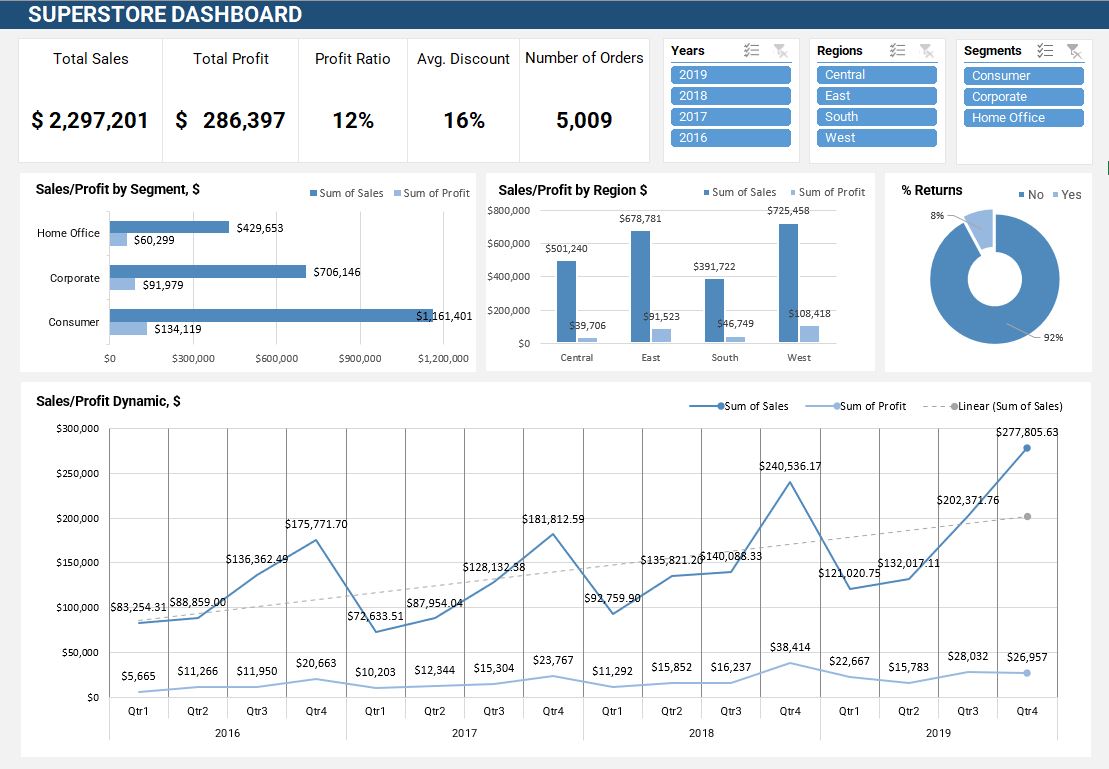 SUPERSTORE DASHBOARD
Total Sales
$ 2,297,201
Total Profit
$ 286,397
Profit Ratio
12%
Avg. Discount
16%
Number of Orders
5,009
Years
2019
2018
2017
2016
Regions
Central
East
South
West
Segments
Consumer
Corporate
Home Office
Sales/Profit by Segment, $
Sum of Sales Sum of Profit
Home Office
$429,653
$60,299
Corporate
$706,146
$91,979
Consumer
$1,161,401
$134,119
$0 $300,000 $600,000 $900,000 $1,200,000
Sales/Profit by Region $
Sum of Sales Sum of Profit
$800,000
$600,000
$400,000
$200,000
$0
$501,240
$39,706
$678,781
$91,523
$391,722
$46,749
$725,458
$108,418
Central East South West
% Returns
No Yes
8%
92%
Sales/Profit Dynamic, $
Sum of Sales Sum of Profit Linear (Sum of Sales)
$300,000
$250,000
$200,000
$150,000
$100,000
$50,000
$0
$83,254.31 $88,859.00 $136,362.49 $175,771.70 $72,633.51 $87,954.04 $128,132.38 $181,812.59 $92,759.90 $135,821.20 $140,088.33 $240,536.17 $121,020.75 $132,017.11 $202,371.76 $277,805.63
$5,665 $11,266 $11,950 $20,663 $10,203 $12,344 $15,304 $23,767 $11,292 $15,852 $16,237 $38,414 $22,667 $15,783 $28,032 $26,957
Qtr1 Qtr2 Qtr3 Qtr4 Qtr1 Qtr2 Qtr3 Qtr4 Qtr1 Qtr2 Qtr3 Qtr4 Qtr1 Qtr2 Qtr3 Qtr4
2016 2017 2018 2019